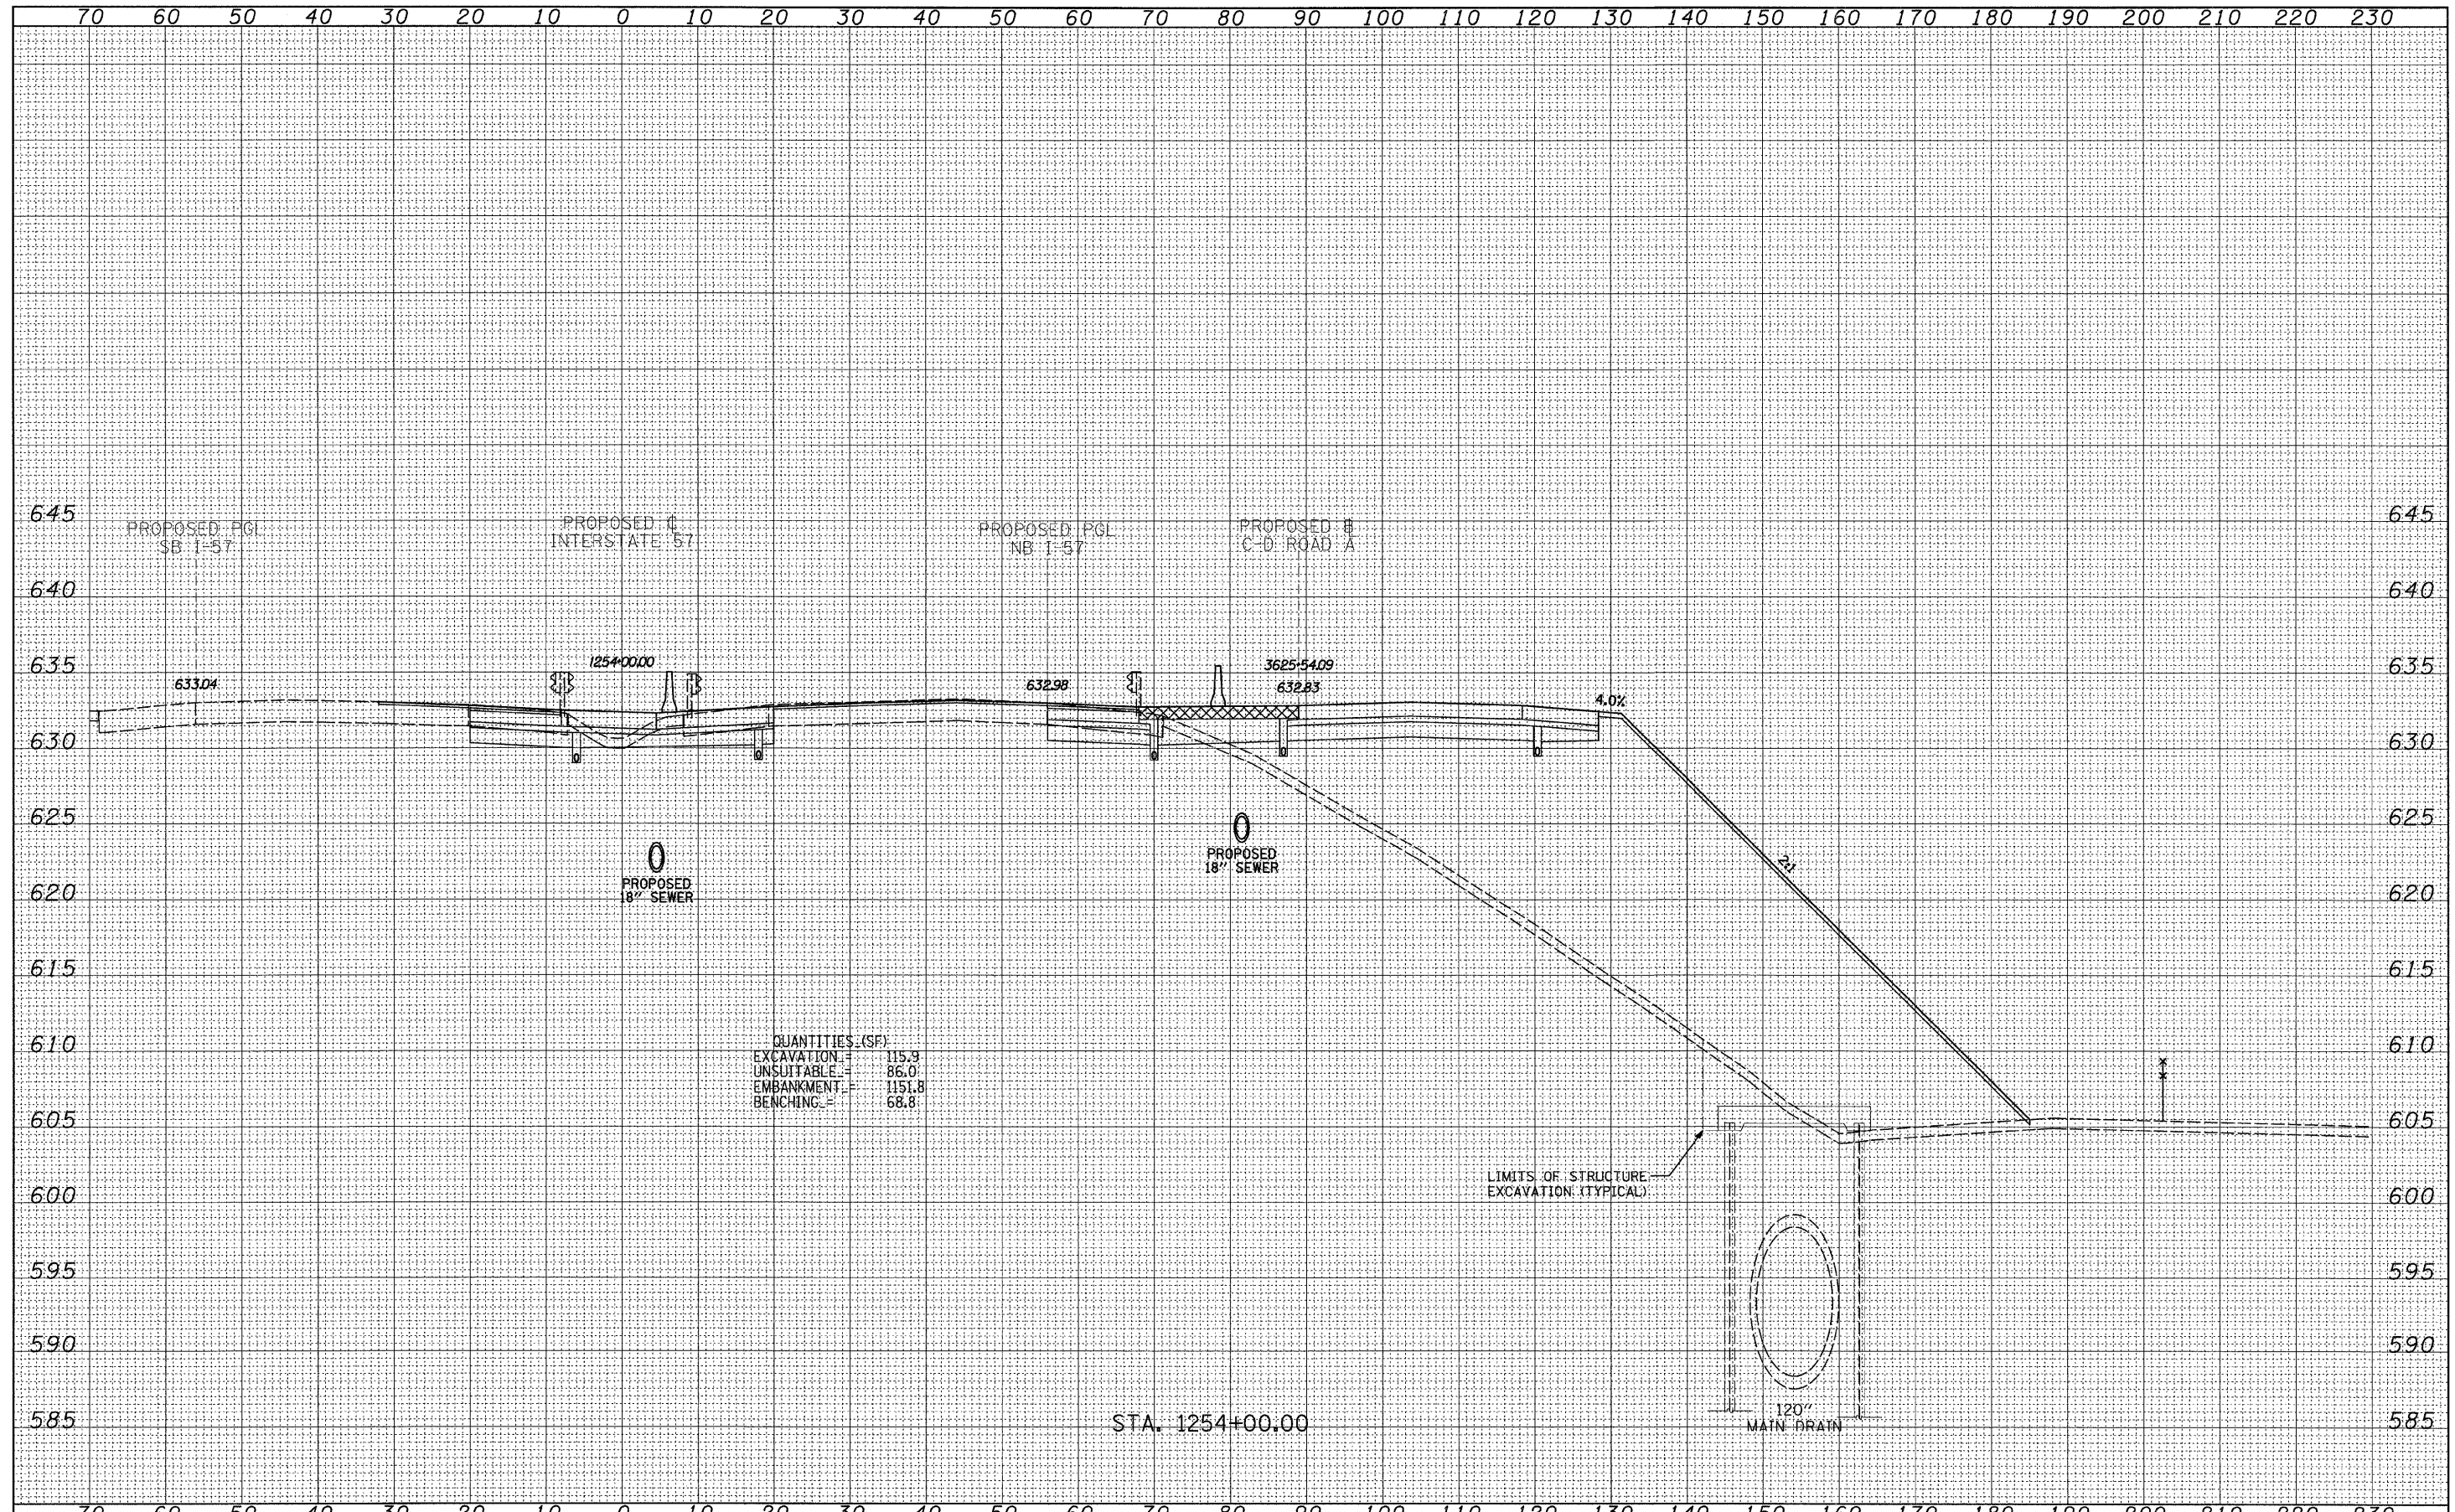 70 60 50 40 30 20 10 0 10 20 30 40 50 60 70 80 90 100 110 120 130 140 150 160 170 180 190 200 210 220 230
645 645
PROPOSED PGL
SB I-57
PROPOSED ℄
INTERSTATE 57
PROPOSED PGL
NB I-57
PROPOSED B
C-D ROAD A
640 640
635 635
1254+00.00
3625+54.09
633.04
632.98
632.83
4.0%
630 630
625 625
PROPOSED
18" SEWER
PROPOSED
18" SEWER
2:1
620 620
615 615
610 610
QUANTITIES (SF)
EXCAVATION = 115.9
UNSUITABLE = 86.0
EMBANKMENT = 1151.8
BENCHING = 68.8
605 605
LIMITS OF STRUCTURE
EXCAVATION (TYPICAL)
600 600
595 595
590 590
585 585
120"
MAIN DRAIN
STA. 1254+00.00
70 60 50 40 30 20 10 0 10 20 30 40 50 60 70 80 90 100 110 120 130 140 150 160 170 180 190 200 210 220 230